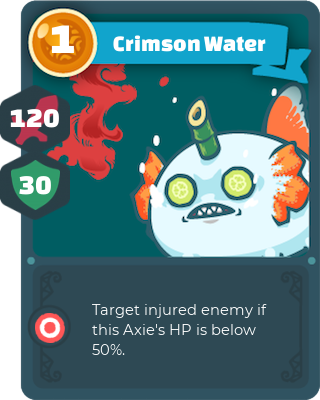 1
Crimson Water
120
30
Target injured enemy if
this Axie's HP is below
50%.